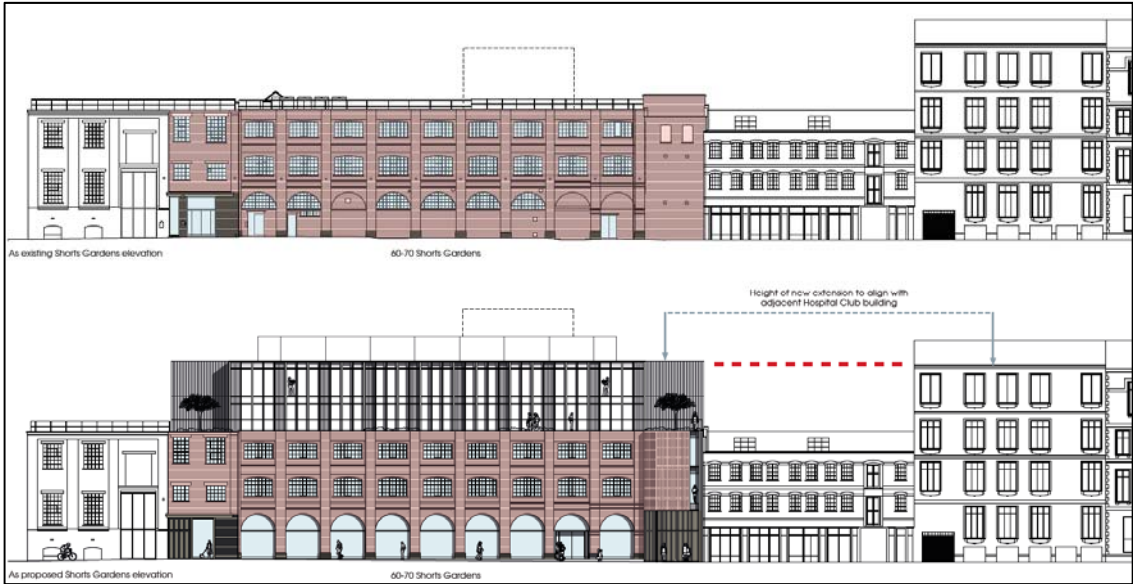 As existing Shorts Gardens elevation
60-70 Shorts Gardens
Height of new extension to align with
adjacent Hospital Club building
As proposed Shorts Gardens elevation
60-70 Shorts Gardens